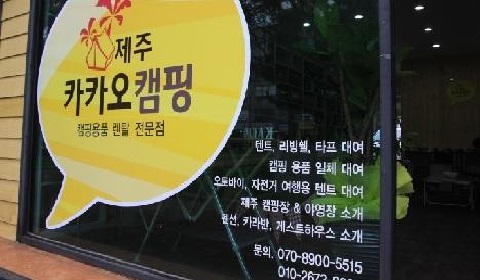 제주
카카오캠핑
캠핑용품 렌탈 전문점
텐트, 리빙쉘, 타프 대여
캠핑 용품 일체 대여
오토바이, 자전거 여행용 텐트 대여
제주 캠핑장 & 야영장 소개
펜션, 카라반, 게스트하우스 소개
문의. 070-8900-5515